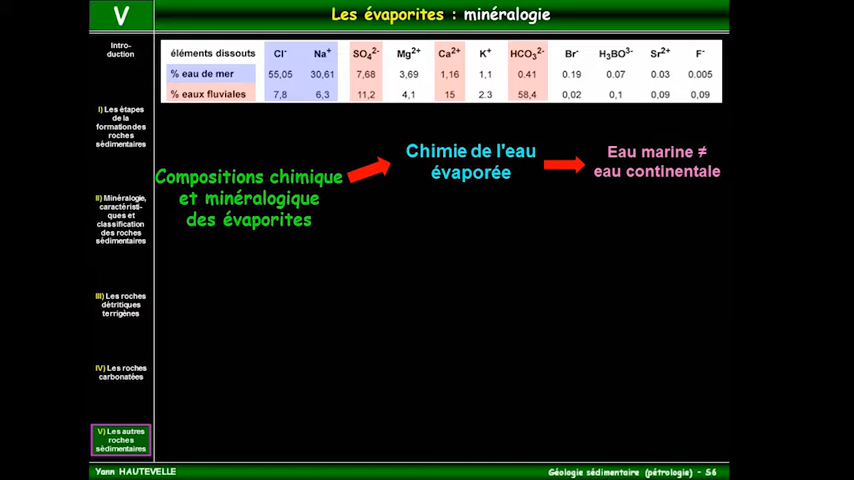 V
Les évaporites : minéralogie
Intro-
duction
I) Les étapes
de la
formation des
roches
sédimentaires
II) Minéralogie,
caractéristi-
ques et
classification
des roches
sédimentaires
III) Les roches
détritiques
terrigènes
IV) Les roches
carbonatées
V) Les autres
roches
sédimentaires
éléments dissouts Cl⁻ Na⁺ SO₄²⁻ Mg²⁺ Ca²⁺ K⁺ HCO₃²⁻ Br⁻ H₃BO³⁻ Sr²⁺ F⁻
% eau de mer 55,05 30,61 7,68 3,69 1,16 1,1 0.41 0.19 0.07 0.03 0.005
% eaux fluviales 7,8 6,3 11,2 4,1 15 2.3 58,4 0,02 0,1 0,09 0,09
Compositions chimique
et minéralogique
des évaporites
Chimie de l'eau
évaporée
Eau marine ≠
eau continentale
Yann HAUTEVELLE
Géologie sédimentaire (pétrologie) - 56